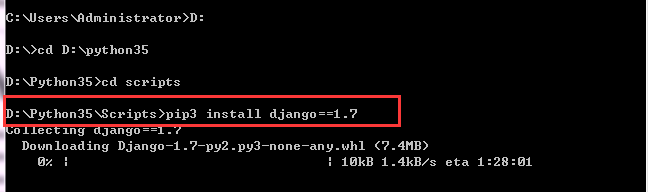 C:\Users\Administrator>D:
D:\>cd D:\python35
D:\Python35>cd scripts
D:\Python35\Scripts>pip3 install django==1.7
Collecting django==1.7
Downloading Django-1.7-py2.py3-none-any.whl (7.4MB)
0% | | 10kB 1.4kB/s eta 1:28:01